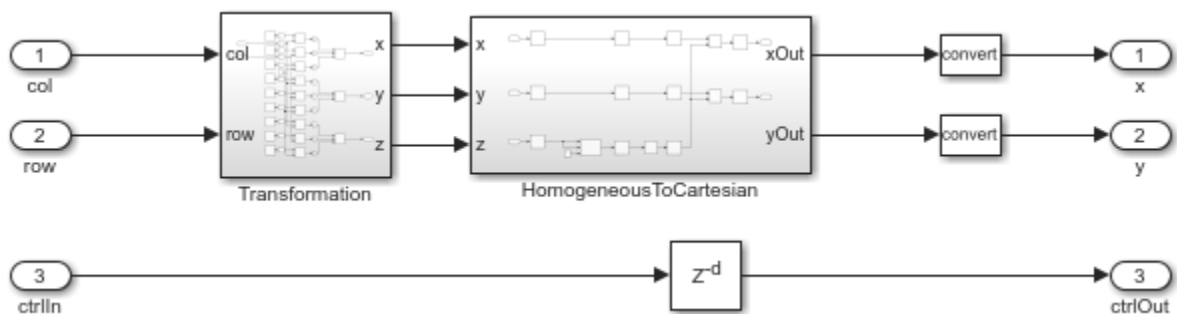 1
col
2
row
col
row
x
y
z
Transformation
x
y
z
xOut
yOut
HomogeneousToCartesian
convert
convert
1
x
2
y
3
ctrlIn
Z-d
3
ctrlOut